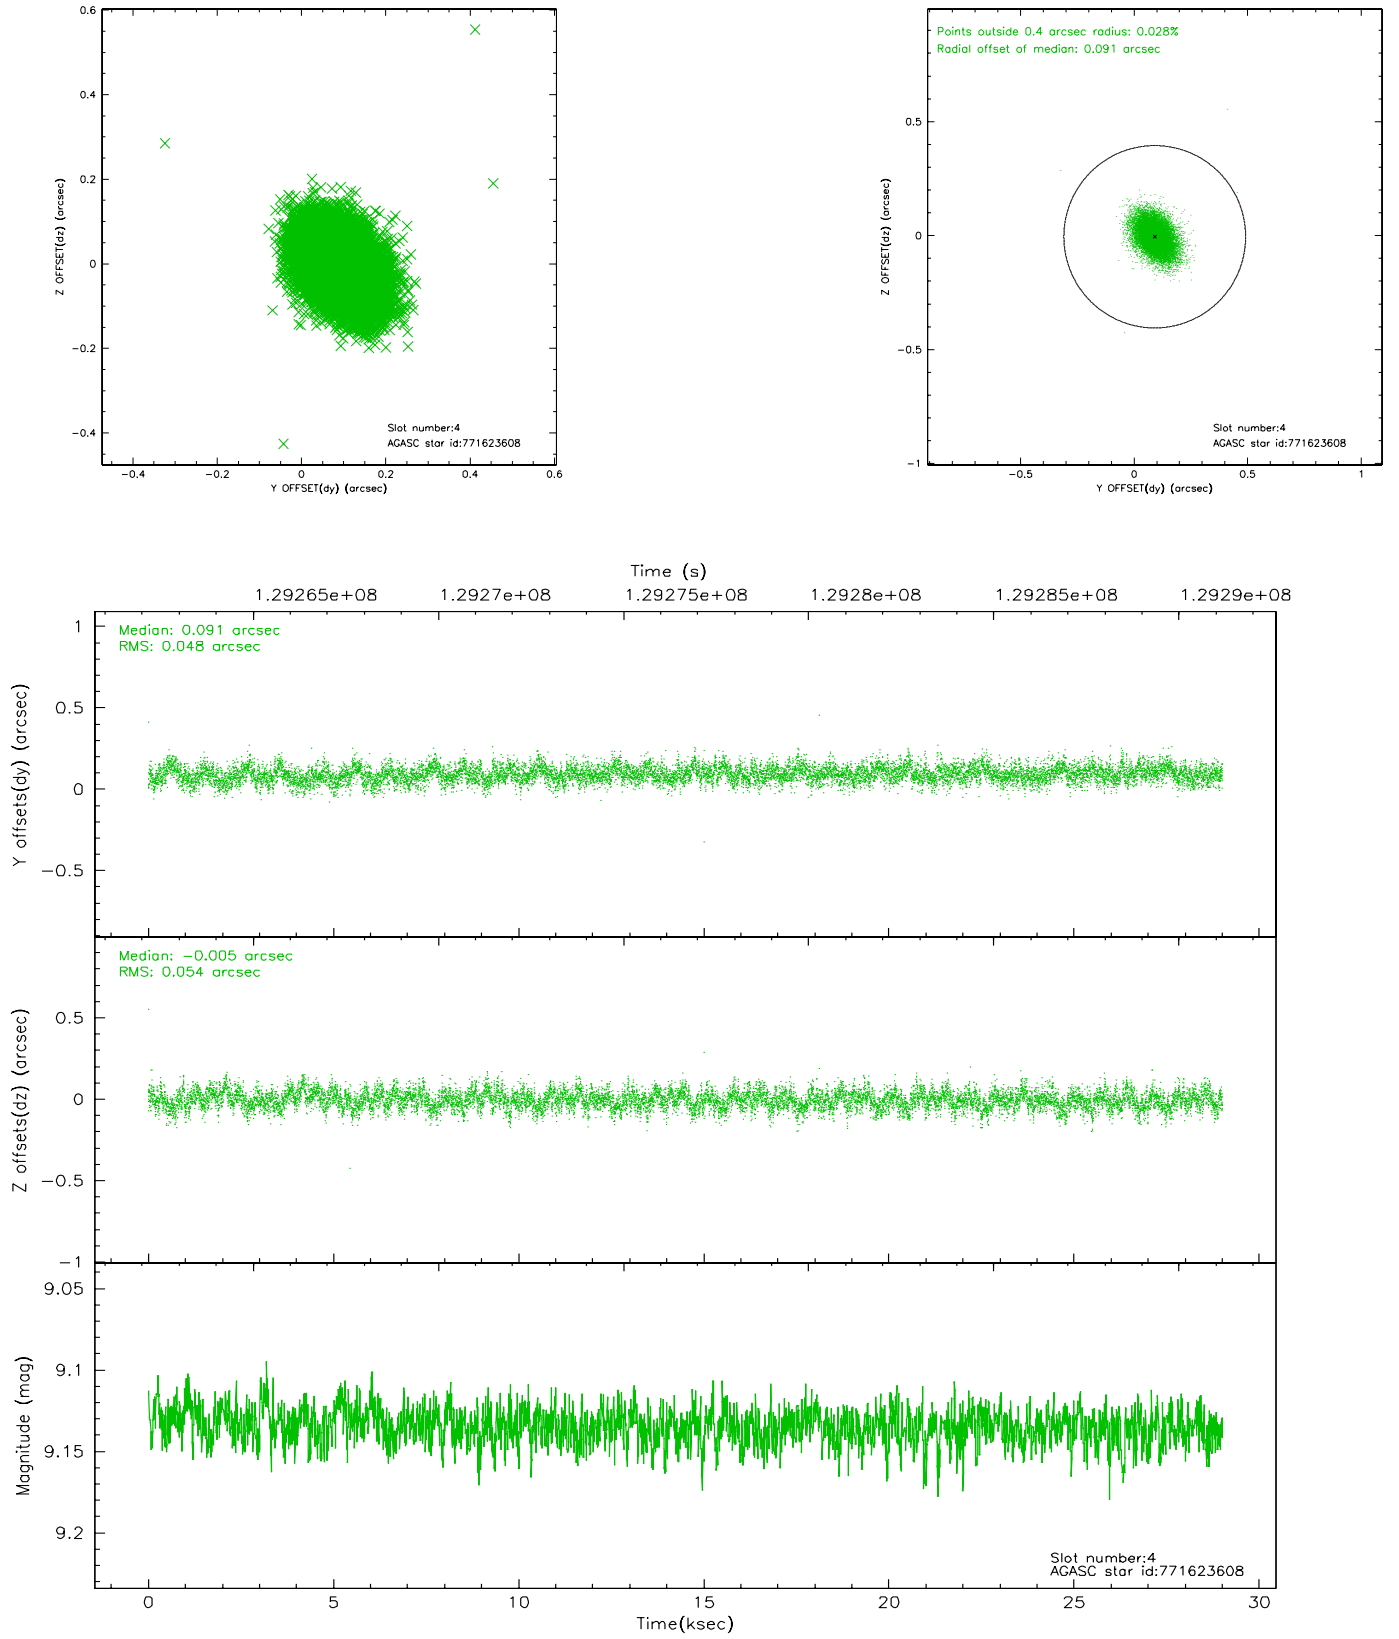 0.6
0.4
0.2
0
−0.2
−0.4
Z OFFSET(dz) (arcsec)
Slot number:4
AGASC star id:771623608
−0.4 −0.2 0 0.2 0.4 0.6
Y OFFSET(dy) (arcsec)
Points outside 0.4 arcsec radius: 0.028%
Radial offset of median: 0.091 arcsec
0.5
0
−0.5
−1
Z OFFSET(dz) (arcsec)
Slot number:4
AGASC star id:771623608
−0.5 0 0.5 1
Y OFFSET(dy) (arcsec)
Time (s)
1.29265e+08 1.2927e+08 1.29275e+08 1.2928e+08 1.29285e+08 1.2929e+08
Median: 0.091 arcsec
RMS: 0.048 arcsec
1
0.5
0
−0.5
Y offsets(dy) (arcsec)
Median: −0.005 arcsec
RMS: 0.054 arcsec
0.5
0
−0.5
−1
Z offsets(dz) (arcsec)
9.05
9.1
9.15
9.2
Magnitude (mag)
Slot number:4
AGASC star id:771623608
0 5 10 15 20 25 30
Time(ksec)